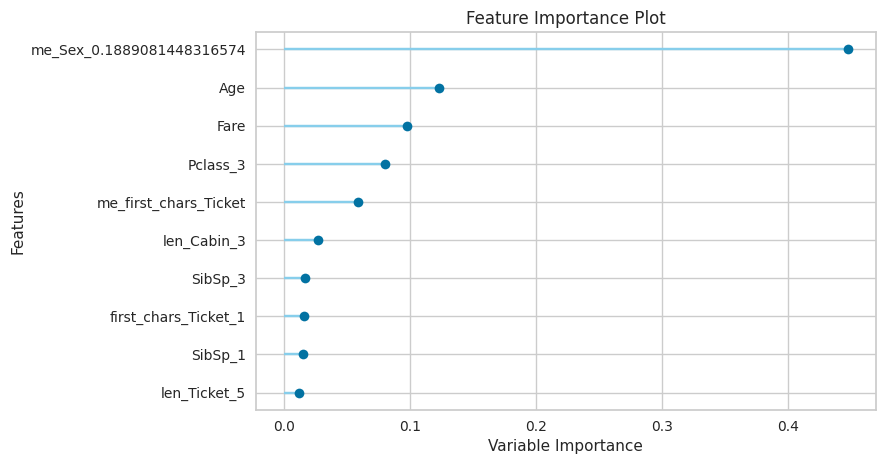 Feature Importance Plot
me_Sex_0.1889081448316574
Age
Fare
Pclass_3
me_first_chars_Ticket
len_Cabin_3
SibSp_3
first_chars_Ticket_1
SibSp_1
len_Ticket_5
Features
0.0 0.1 0.2 0.3 0.4
Variable Importance